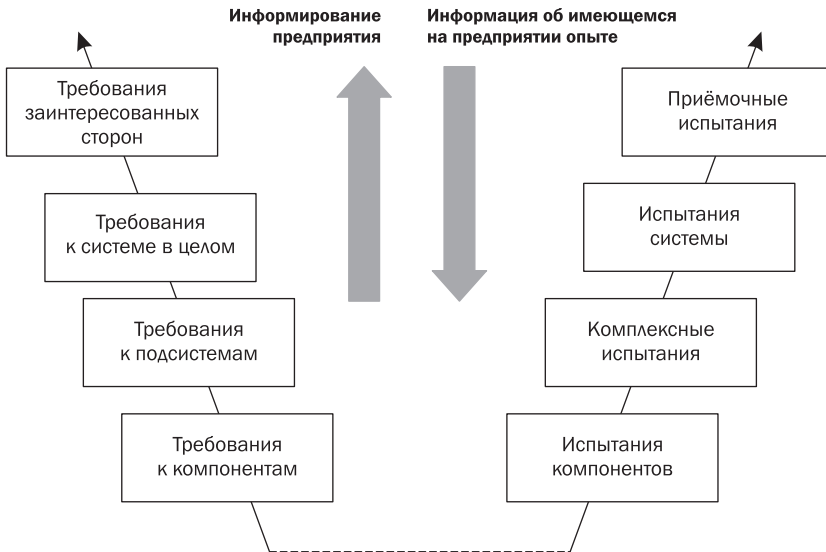 Информирование
предприятия
Информация об имеющемся
на предприятии опыте
Требования
заинтересованных
сторон
Приёмочные
испытания
Требования
к системе в целом
Испытания
системы
Требования
к подсистемам
Комплексные
испытания
Требования
к компонентам
Испытания
компонентов